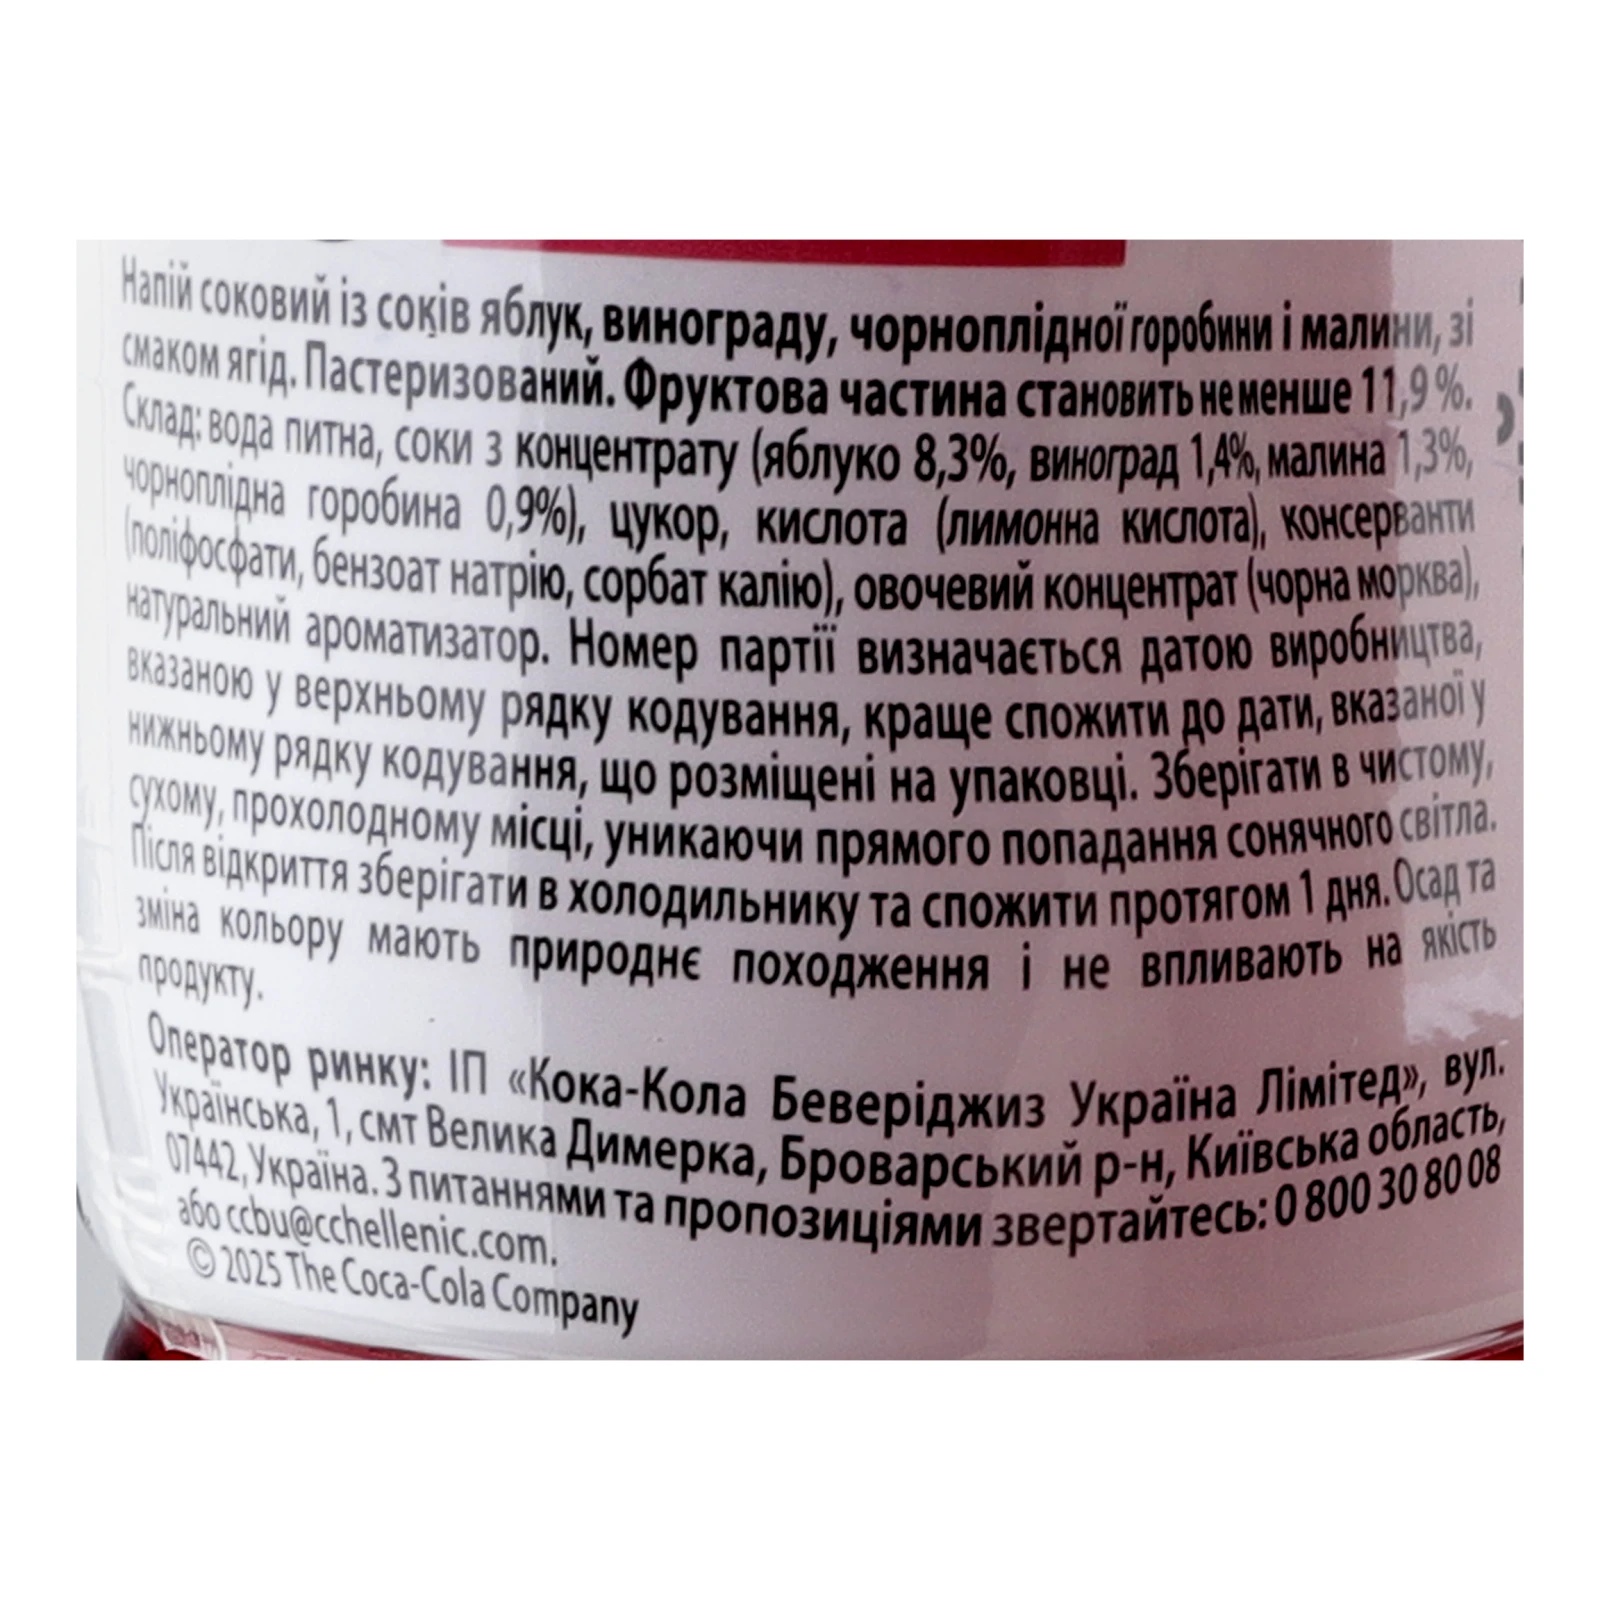 Напій соковий із соків яблук, винограду, чорноплідної горобини і малини, зі
смаком ягід. Пастеризований. Фруктова частина становить не менше 11,9 %.
Склад: вода питна, соки з концентрату (яблуко 8,3%, виноград 1,4%, малина 1,3%,
чорноплідна горобина 0,9%), цукор, кислота (лимонна кислота), консерванти
(поліфосфати, бензоат натрію, сорбат калію), овочевий концентрат (чорна морква),
натуральний ароматизатор. Номер партії визначається датою виробництва,
вказаною у верхньому рядку кодування, краще спожити до дати, вказаної у
нижньому рядку кодування, що розміщені на упаковці. Зберігати в чистому,
сухому, прохолодному місці, уникаючи прямого попадання сонячного світла.
Після відкриття зберігати в холодильнику та спожити протягом 1 дня. Осад та
зміна кольору мають природнє походження і не впливають на якість
продукту.
Оператор ринку: ІП «Кока-Кола Беверіджиз Україна Лімітед», вул.
Українська, 1, смт Велика Димерка, Броварський р-н, Київська область,
07442, Україна. З питаннями та пропозиціями звертайтесь: 0 800 30 80 08
або ccbu@cchellenic.com.
© 2025 The Coca-Cola Company